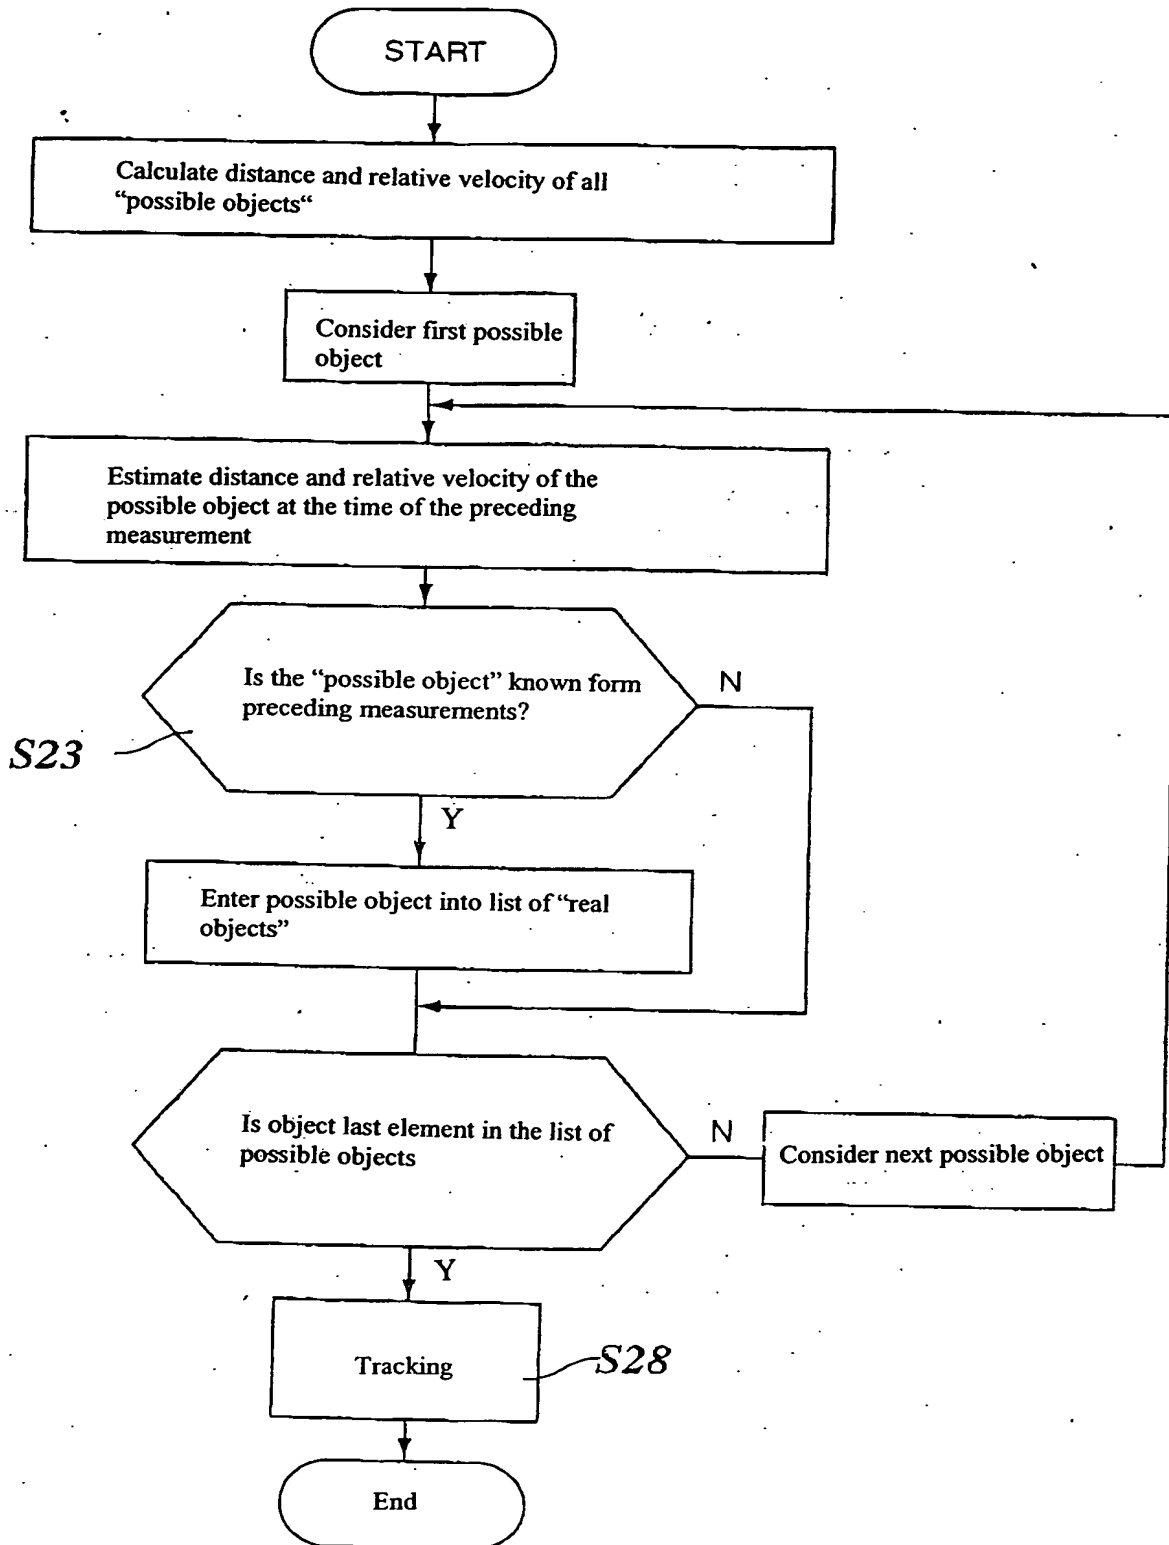 START
Calculate distance and relative velocity of all
“possible objects“
Consider first possible
object
Estimate distance and relative velocity of the
possible object at the time of the preceding
measurement
Is the “possible object” known form
preceding measurements?
N
S23
Y
Enter possible object into list of “real
objects”
Is object last element in the list of
possible objects
N
Consider next possible object
Y
Tracking
S28
End